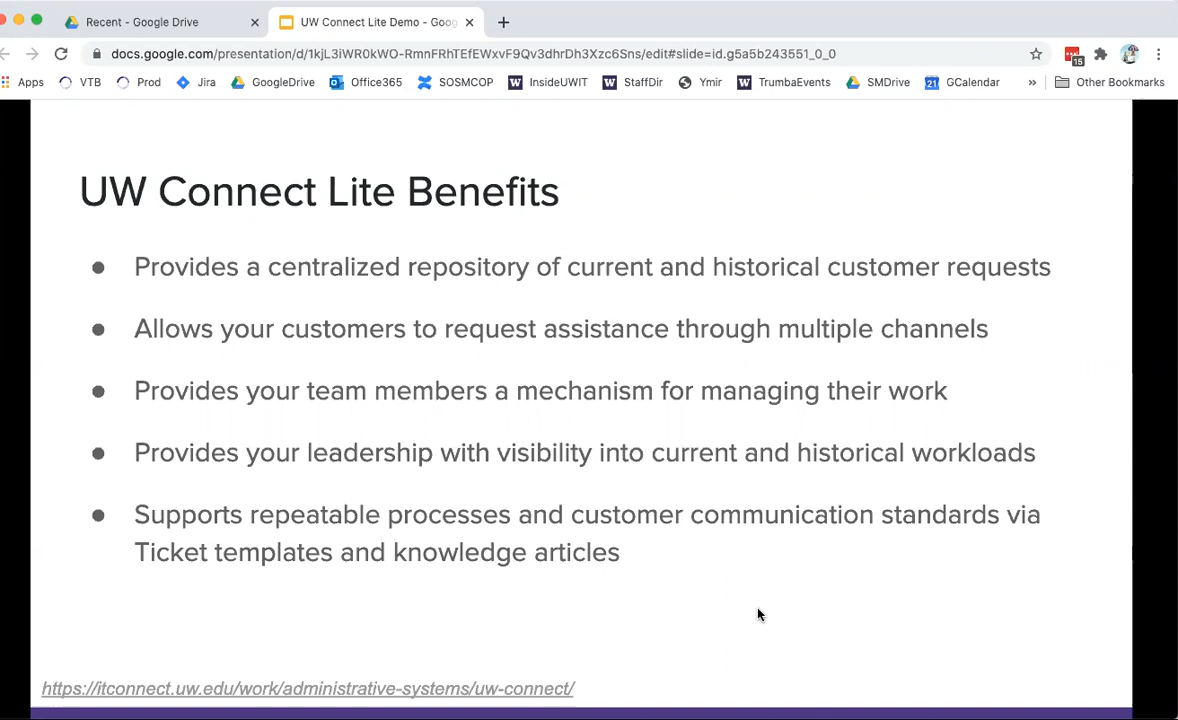 Recent - Google Drive
UW Connect Lite Demo - Goog
docs.google.com/presentation/d/1kjL3iWR0kWO-RmnFRhTEfEWxvF9Qv3dhrDh3Xzc6Sns/edit#slide=id.g5a5b243551_0_0
15
Apps VTB Prod Jira GoogleDrive Office365 SOSMCOP InsideUWIT StaffDir Ymir TrumbaEvents SMDrive GCalendar » Other Bookmarks
UW Connect Lite Benefits
● Provides a centralized repository of current and historical customer requests
● Allows your customers to request assistance through multiple channels
● Provides your team members a mechanism for managing their work
● Provides your leadership with visibility into current and historical workloads
● Supports repeatable processes and customer communication standards via
Ticket templates and knowledge articles
https://itconnect.uw.edu/work/administrative-systems/uw-connect/